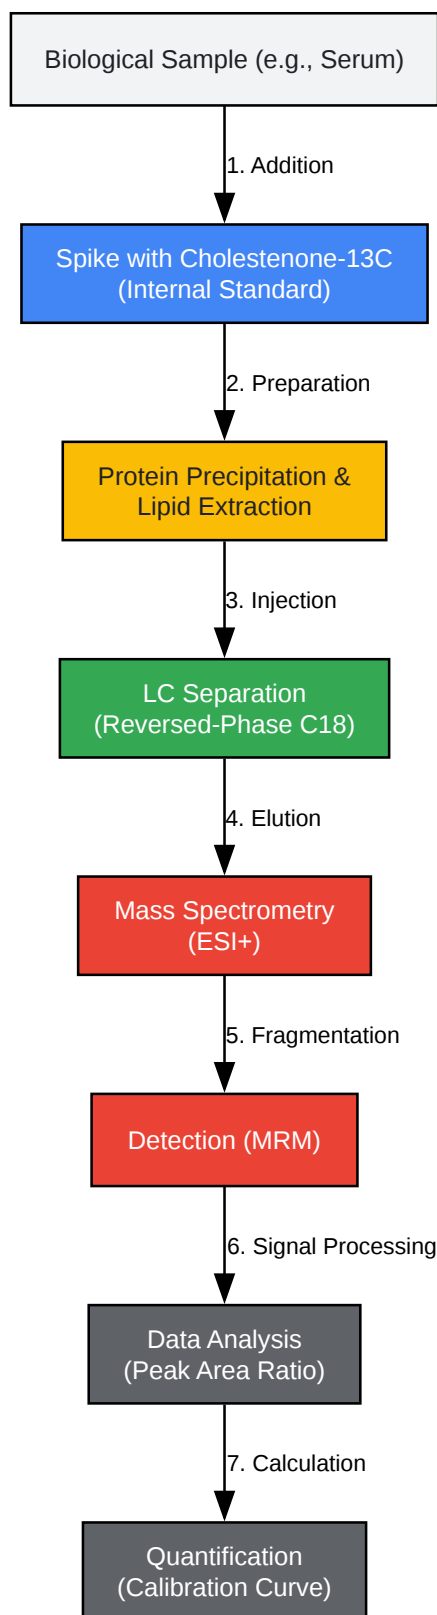 Biological Sample (e.g., Serum)
1. Addition
Spike with Cholestenone-13C
(Internal Standard)
2. Preparation
Protein Precipitation &
Lipid Extraction
3. Injection
LC Separation
(Reversed-Phase C18)
4. Elution
Mass Spectrometry
(ESI+)
5. Fragmentation
Detection (MRM)
6. Signal Processing
Data Analysis
(Peak Area Ratio)
7. Calculation
Quantification
(Calibration Curve)